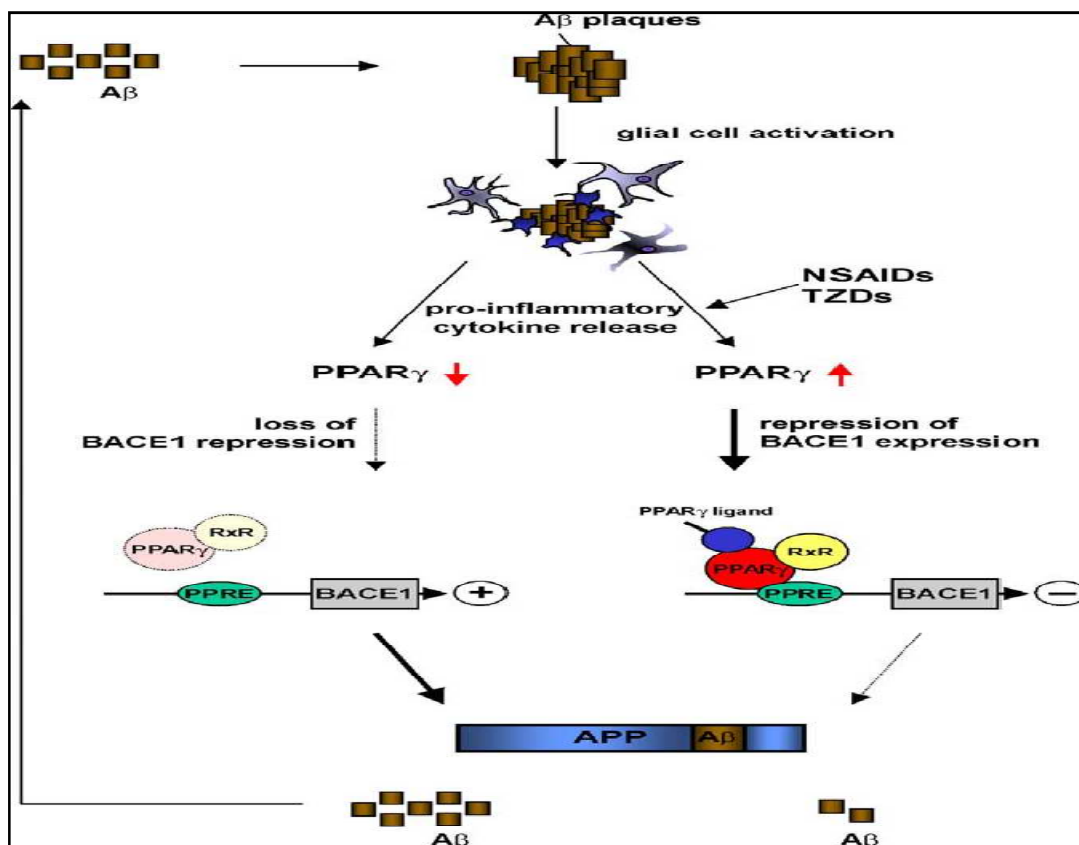 Aβ plaques
Aβ
glial cell activation
NSAIDs
TZDs
pro-inflammatory
cytokine release
PPARγ
PPARγ
loss of
BACE1 repression
repression of
BACE1 expression
PPARγ ligand
RxR
PPARγ
RxR
PPARγ
PPRE
BACE1
+
PPRE
BACE1
−
APP
Aβ
Aβ
Aβ